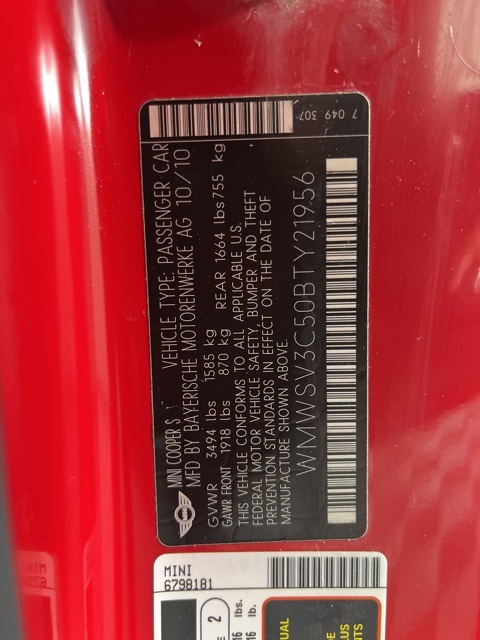 MINI COOPER S VEHICLE TYPE: PASSENGER CAR
MFD BY BAYERISCHE MOTORENWERKE AG 10/10
GVWR 3494 lbs 1585 kg
GAWR FRONT 1918 lbs 870 kg REAR 1664 lbs 755 kg
THIS VEHICLE CONFORMS TO ALL APPLICABLE U.S.
FEDERAL MOTOR VEHICLE SAFETY, BUMPER AND THEFT
PREVENTION STANDARDS IN EFFECT ON THE DATE OF
MANUFACTURE SHOWN ABOVE.
WMWSV3C50BTY21956
7 049 307
MINI
6798181
2
lbs.
lb.